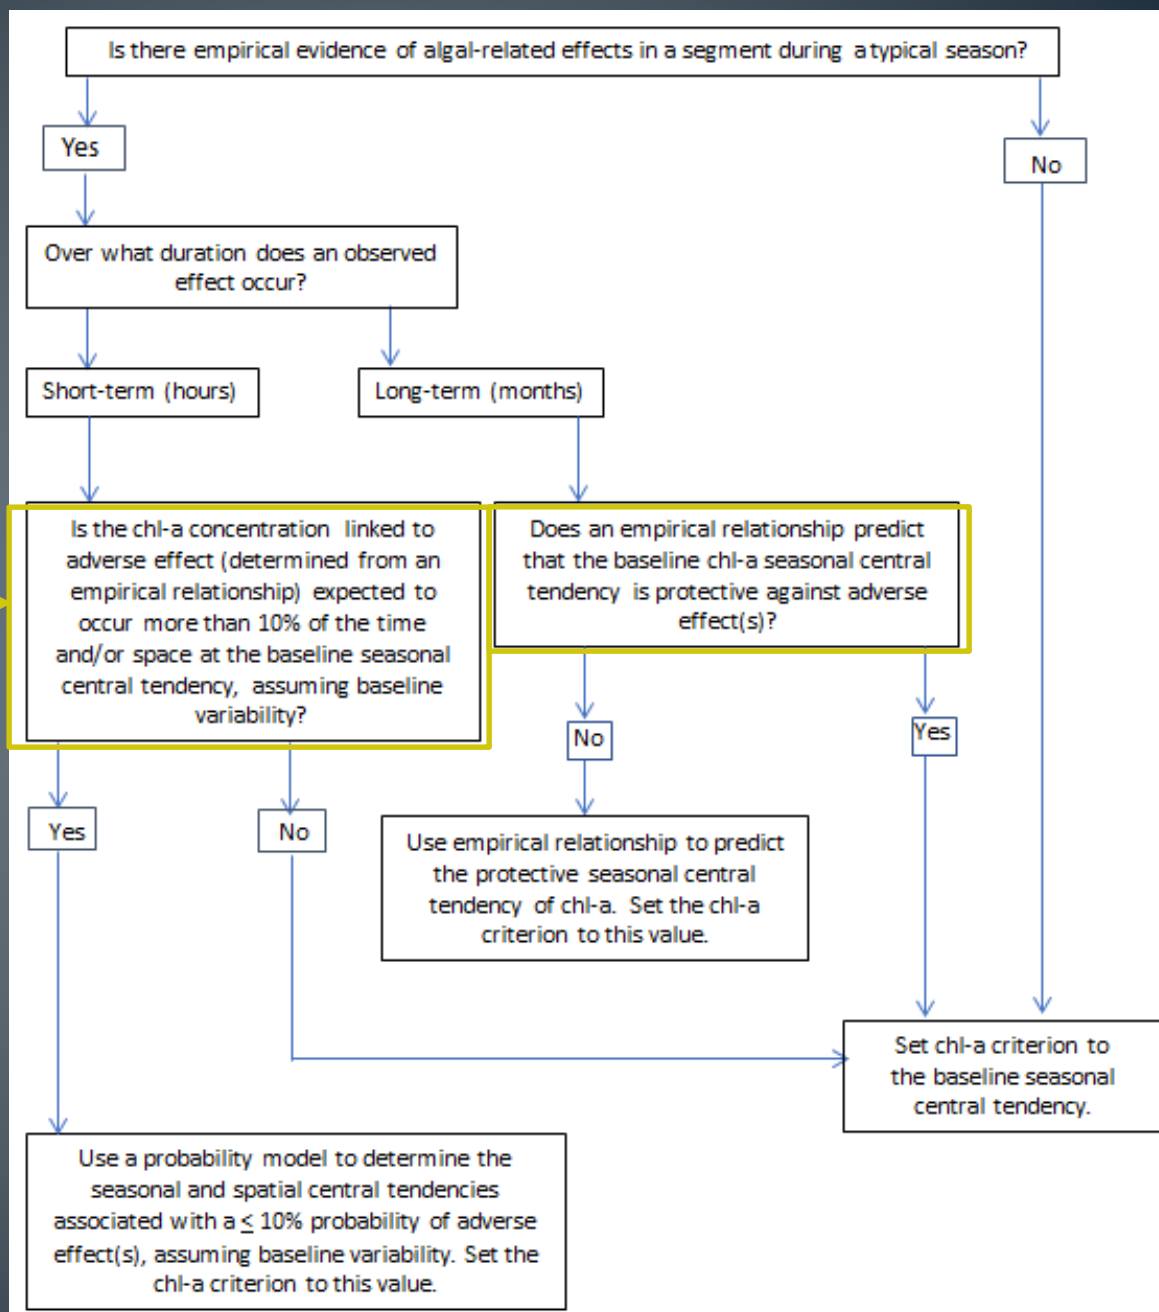 Is there empirical evidence of algal-related effects in a segment during a typical season?
Yes
No
Over what duration does an observed
effect occur?
Short-term (hours)
Long-term (months)
Is the chl-a concentration linked to
adverse effect (determined from an
empirical relationship) expected to
occur more than 10% of the time
and/or space at the baseline seasonal
central tendency, assuming baseline
variability?
Does an empirical relationship predict
that the baseline chl-a seasonal central
tendency is protective against adverse
effect(s)?
No
Yes
Yes
No
Use empirical relationship to predict
the protective seasonal central
tendency of chl-a. Set the chl-a
criterion to this value.
Set chl-a criterion to
the baseline seasonal
central tendency.
Use a probability model to determine the
seasonal and spatial central tendencies
associated with a ≤ 10% probability of adverse
effect(s), assuming baseline variability. Set the
chl-a criterion to this value.